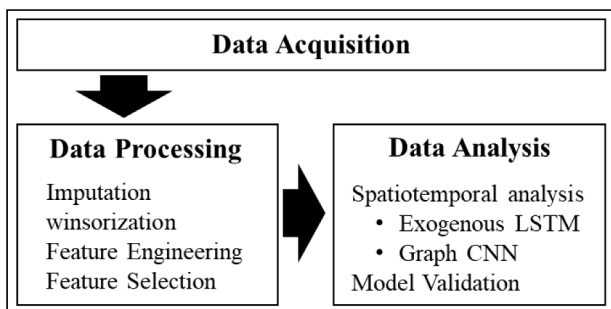 Data Acquisition
Data Processing
Imputation
winsorization
Feature Engineering
Feature Selection
Data Analysis
Spatiotemporal analysis
• Exogenous LSTM
• Graph CNN
Model Validation